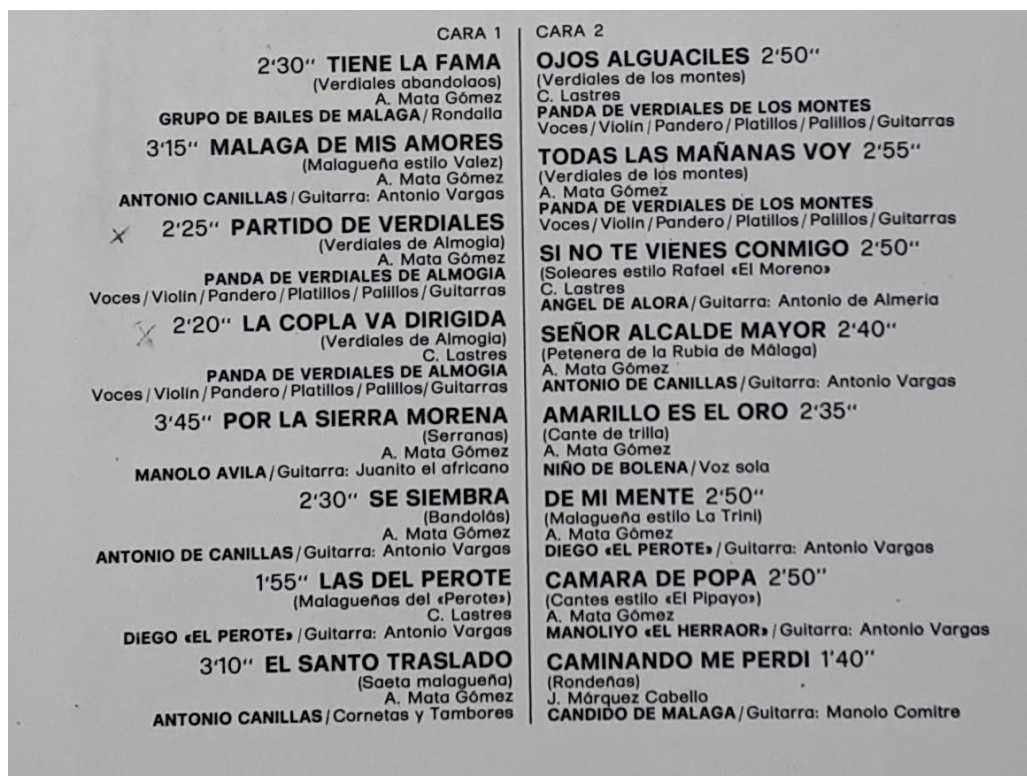 CARA 1
2'30" TIENE LA FAMA
(Verdiales abandolaos)
A. Mata Gómez
GRUPO DE BAILES DE MALAGA/Rondalla
3'15" MALAGA DE MIS AMORES
(Malagueña estilo Valez)
A. Mata Gómez
ANTONIO CANILLAS/Guitarra: Antonio Vargas
2'25" PARTIDO DE VERDIALES
(Verdiales de Almogia)
A. Mata Gómez
PANDA DE VERDIALES DE ALMOGIA
Voces/Violin/Pandero/Platillos/Palillos/Guitarras
2'20" LA COPLA VA DIRIGIDA
(Verdiales de Almogia)
C. Lastres
PANDA DE VERDIALES DE ALMOGIA
Voces/Violin/Pandero/Platillos/Palillos/Guitarras
3'45" POR LA SIERRA MORENA
(Serranas)
A. Mata Gómez
MANOLO AVILA/Guitarra: Juanito el africano
2'30" SE SIEMBRA
(Bandolás)
A. Mata Gómez
ANTONIO DE CANILLAS/Guitarra: Antonio Vargas
1'55" LAS DEL PEROTE
(Malagueñas del «Perote»)
C. Lastres
DIEGO «EL PEROTE»/Guitarra: Antonio Vargas
3'10" EL SANTO TRASLADO
(Saeta malagueña)
A. Mata Gómez
ANTONIO CANILLAS/Cornetas y Tambores
CARA 2
OJOS ALGUACILES 2'50"
(Verdiales de los montes)
C. Lastres
PANDA DE VERDIALES DE LOS MONTES
Voces/Violin/Pandero/Platillos/Palillos/Guitarras
TODAS LAS MAÑANAS VOY 2'55"
(Verdiales de los montes)
A. Mata Gómez
PANDA DE VERDIALES DE LOS MONTES
Voces/Violin/Pandero/Platillos/Palillos/Guitarras
SI NO TE VIENES CONMIGO 2'50"
(Soleares estilo Rafael «El Moreno»
C. Lastres
ANGEL DE ALORA/Guitarra: Antonio de Almeria
SEÑOR ALCALDE MAYOR 2'40"
(Petenera de la Rubia de Málaga)
A. Mata Gómez
ANTONIO DE CANILLAS/Guitarra: Antonio Vargas
AMARILLO ES EL ORO 2'35"
(Cante de trilla)
A. Mata Gómez
NIÑO DE BOLENA/Voz sola
DE MI MENTE 2'50"
(Malagueña estilo La Trini)
A. Mata Gómez
DIEGO «EL PEROTE»/Guitarra: Antonio Vargas
CAMARA DE POPA 2'50"
(Cantes estilo «El Pipayo»)
A. Mata Gómez
MANOLIYO «EL HERRAOR»/Guitarra: Antonio Vargas
CAMINANDO ME PERDI 1'40"
(Rondeñas)
J. Márquez Cabello
CANDIDO DE MALAGA/Guitarra: Manolo Comitre